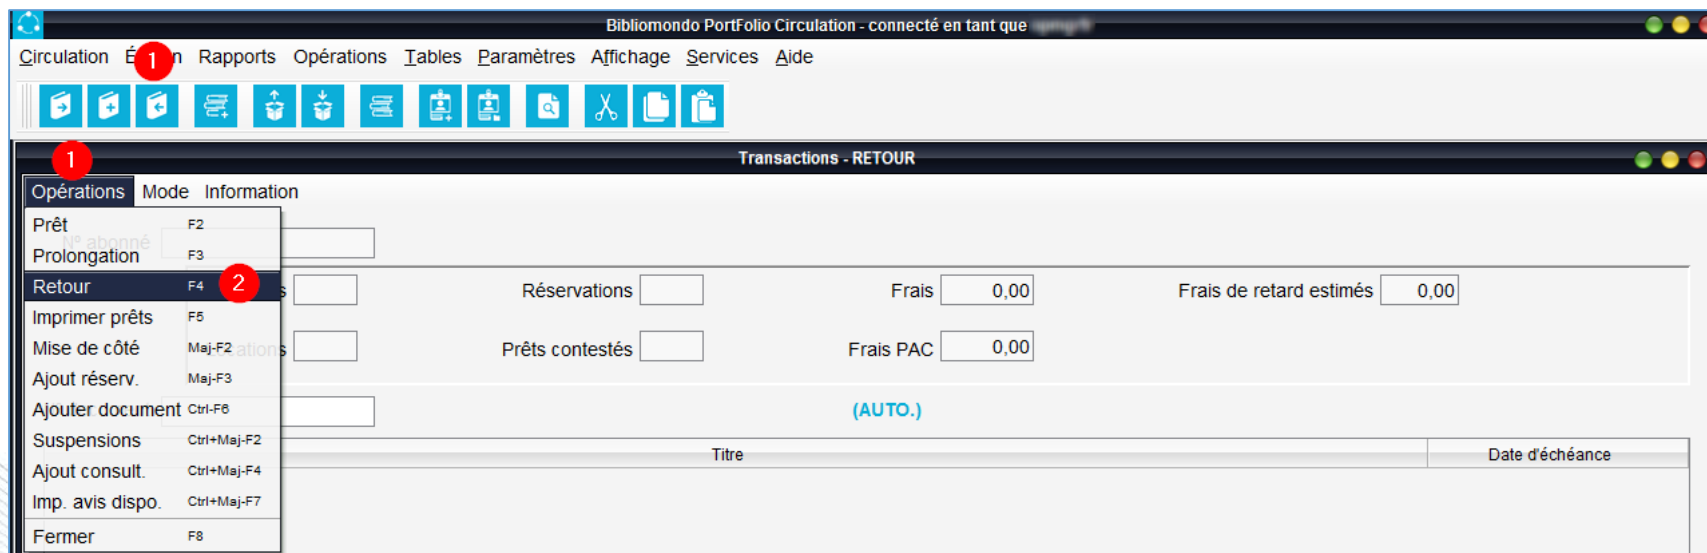 Bibliomondo PortFolio Circulation - connecté en tant que
Circulation Rapports Opérations Tables Paramètres Affichage Services Aide
1
1
Transactions - RETOUR
Opérations Mode Information
Prêt F2
N° abonné
Prolongation F3
Retour F4 2
Réservations Frais 0,00 Frais de retard estimés 0,00
Imprimer prêts F5
Mise de côté Maj-F2
Prêts contestés Frais PAC 0,00
Ajout réserv. Maj-F3
Ajouter document Ctrl-F6 (AUTO.)
Suspensions Ctrl+Maj-F2
Titre Date d'échéance
Ajout consult. Ctrl+Maj-F4
Imp. avis dispo. Ctrl+Maj-F7
Fermer F8